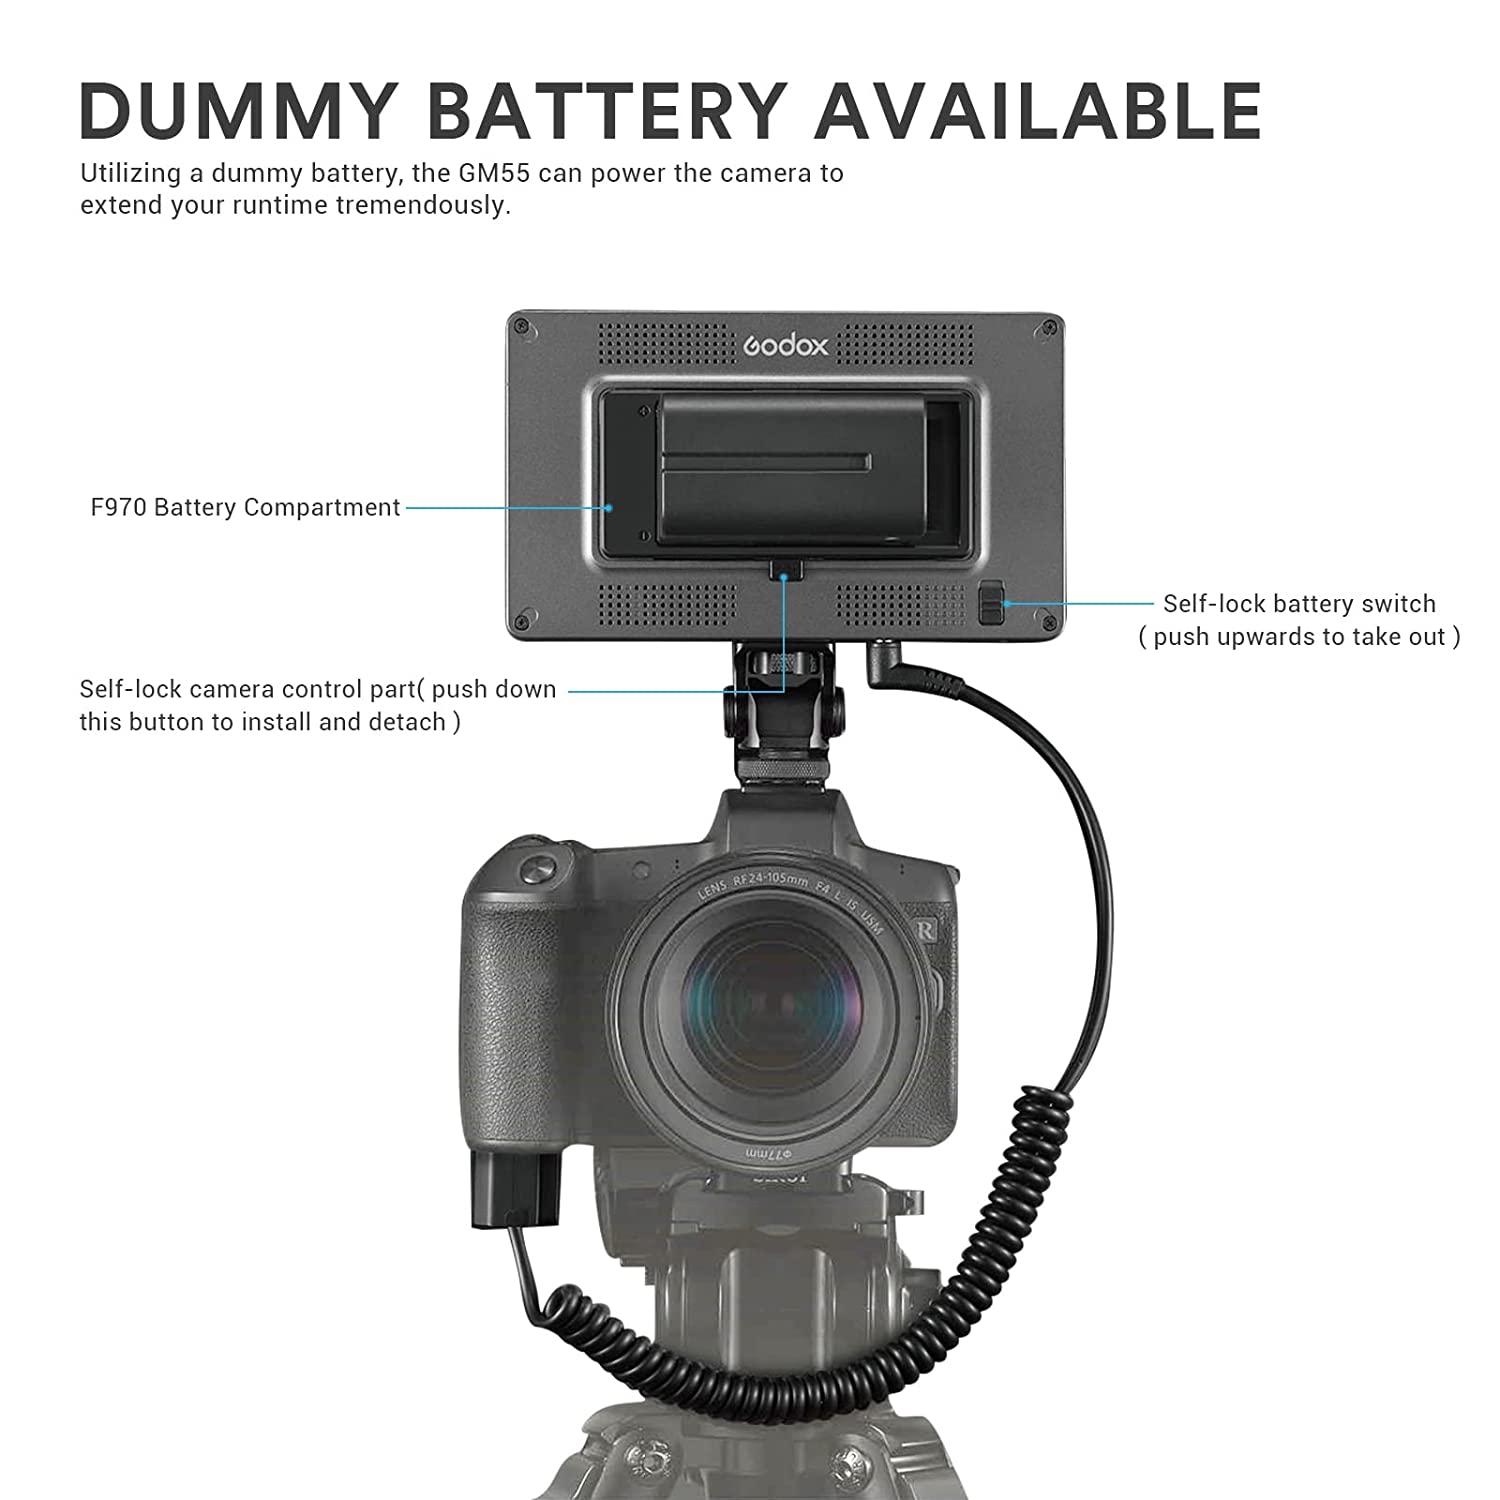 DUMMY BATTERY AVAILABLE
Utilizing a dummy battery, the GM55 can power the camera to
extend your runtime tremendously.
Godox
F970 Battery Compartment
Self-lock battery switch
( push upwards to take out )
Self-lock camera control part( push down
this button to install and detach )
LENS RF24-105mm F4 L IS USM
R
Φ77mm